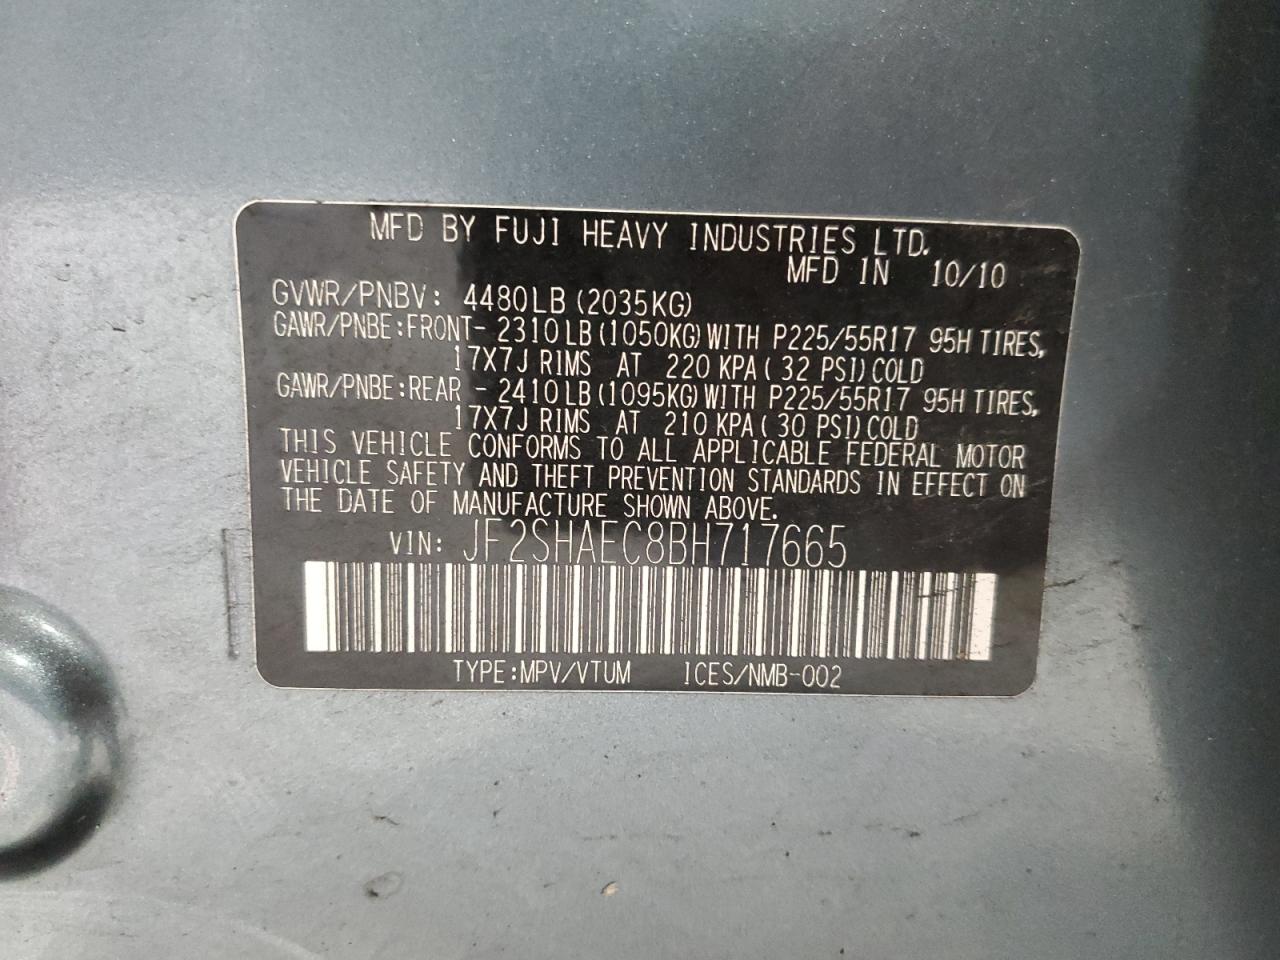 MFD BY FUJI HEAVY INDUSTRIES LTD.
MFD IN 10/10
GVWR/PNBV: 4480LB (2035KG)
GAWR/PNBE:FRONT- 2310LB(1050KG)WITH P225/55R17 95H TIRES,
17X7J RIMS AT 220 KPA( 32 PSI)COLD
GAWR/PNBE:REAR - 2410LB(1095KG)WITH P225/55R17 95H TIRES,
17X7J RIMS AT 210 KPA( 30 PSI)COLD
THIS VEHICLE CONFORMS TO ALL APPLICABLE FEDERAL MOTOR
VEHICLE SAFETY AND THEFT PREVENTION STANDARDS IN EFFECT ON
THE DATE OF MANUFACTURE SHOWN ABOVE.
VIN: JF2SHAEC8BH717665
TYPE:MPV/VTUM ICES/NMB-002